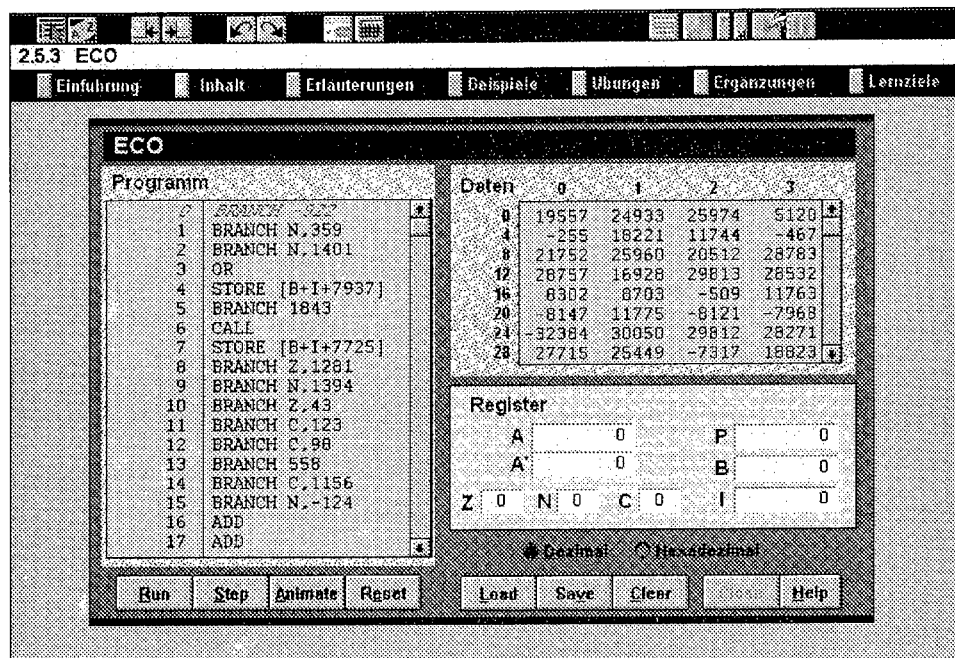 2.5.3 ECO
Einführung Inhalt Erläuterungen Beispiele Übungen Ergänzungen Lernziele
ECO
Programm
1 BRANCH N,359
2 BRANCH N,1401
3 OR
4 STORE [B+I+7937]
5 BRANCH 1843
6 CALL
7 STORE [B+I+7725]
8 BRANCH Z,1281
9 BRANCH N,1394
10 BRANCH Z,43
11 BRANCH C,123
12 BRANCH C,98
13 BRANCH 558
14 BRANCH C,1156
15 BRANCH N,-124
16 ADD
17 ADD
Run Step Animate Reset
Daten 0 1 2 3
0 19557 24933 25974 5120
4 -255 18221 11744 -467
8 21752 25960 20512 28783
12 28757 16928 29813 28532
16 8302 8703 -509 11763
20 -8147 11775 -8121 -7968
24 -32384 30050 29812 28271
28 27715 25449 -7317 18823
Register
A 0 P 0
A' 0 B 0
Z 0 N 0 C 0 I 0
Dezimal Hexadezimal
Load Save Clear Close Help